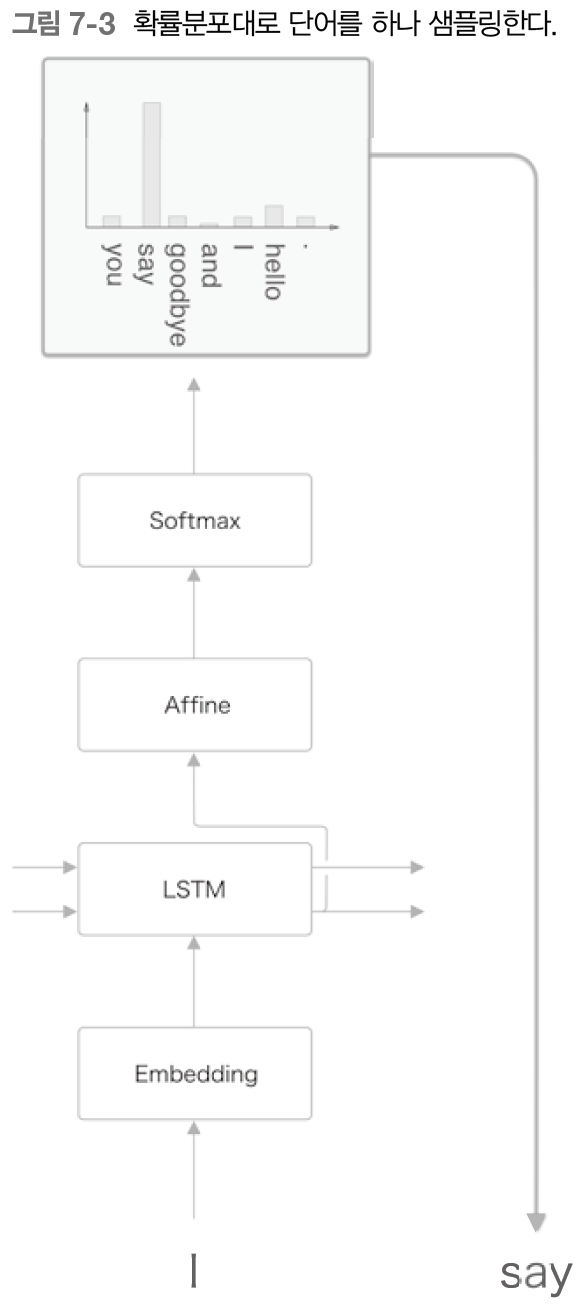 그림 7-3 확률분포대로 단어를 하나 샘플링한다.
you
say
goodbye
and
I
hello
.
Softmax
Affine
LSTM
Embedding
I
say